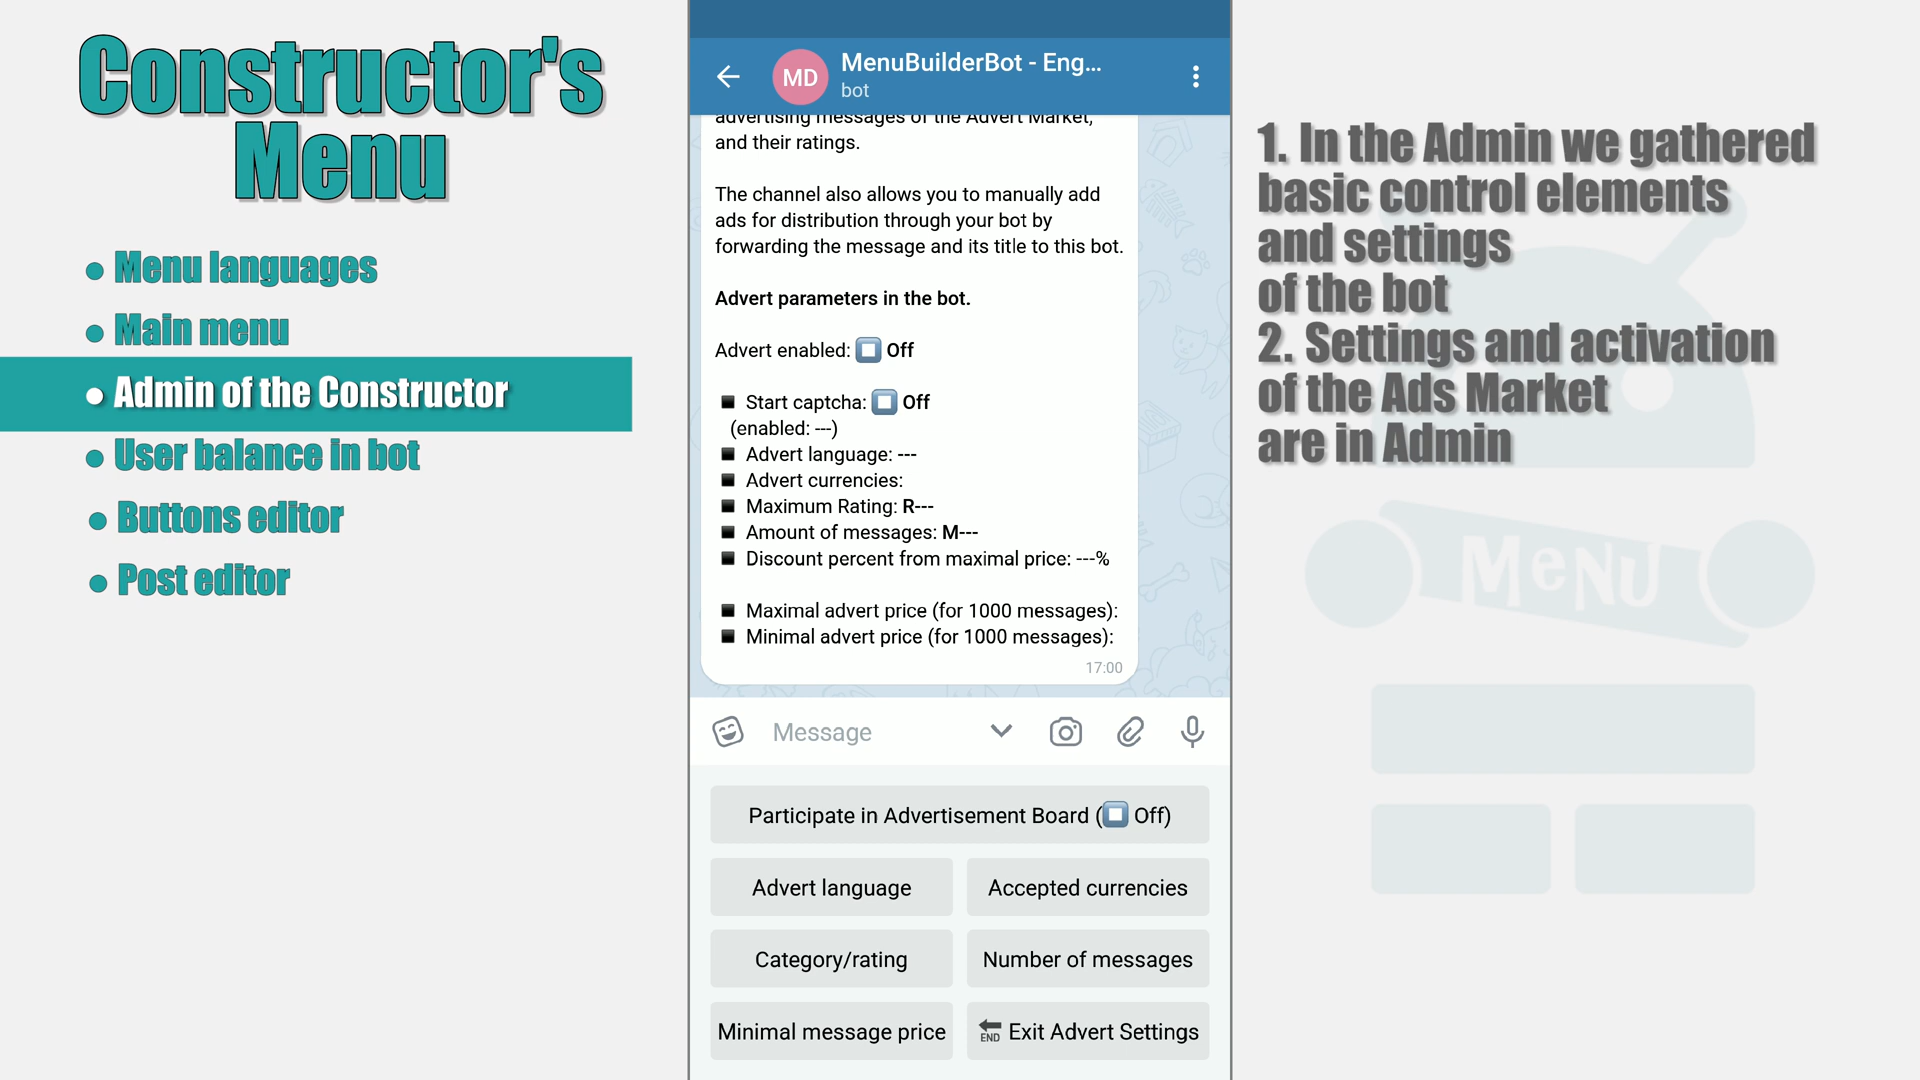 Constructor's
Menu
● Menu languages
● Main menu
● Admin of the Constructor
● User balance in bot
● Buttons editor
● Post editor
MD
MenuBuilderBot - Eng...
bot
advertising messages of the Advert Market,
and their ratings.
The channel also allows you to manually add
ads for distribution through your bot by
forwarding the message and its title to this bot.
Advert parameters in the bot.
Advert enabled: Off
Start captcha: Off
(enabled: ---)
Advert language: ---
Advert currencies:
Maximum Rating: R---
Amount of messages: M---
Discount percent from maximal price: ---%
Maximal advert price (for 1000 messages):
Minimal advert price (for 1000 messages):
17:00
Message
Participate in Advertisement Board ( Off)
Advert language
Accepted currencies
Category/rating
Number of messages
Minimal message price
END Exit Advert Settings
1. In the Admin we gathered
basic control elements
and settings
of the bot
2. Settings and activation
of the Ads Market
are in Admin
MeNU